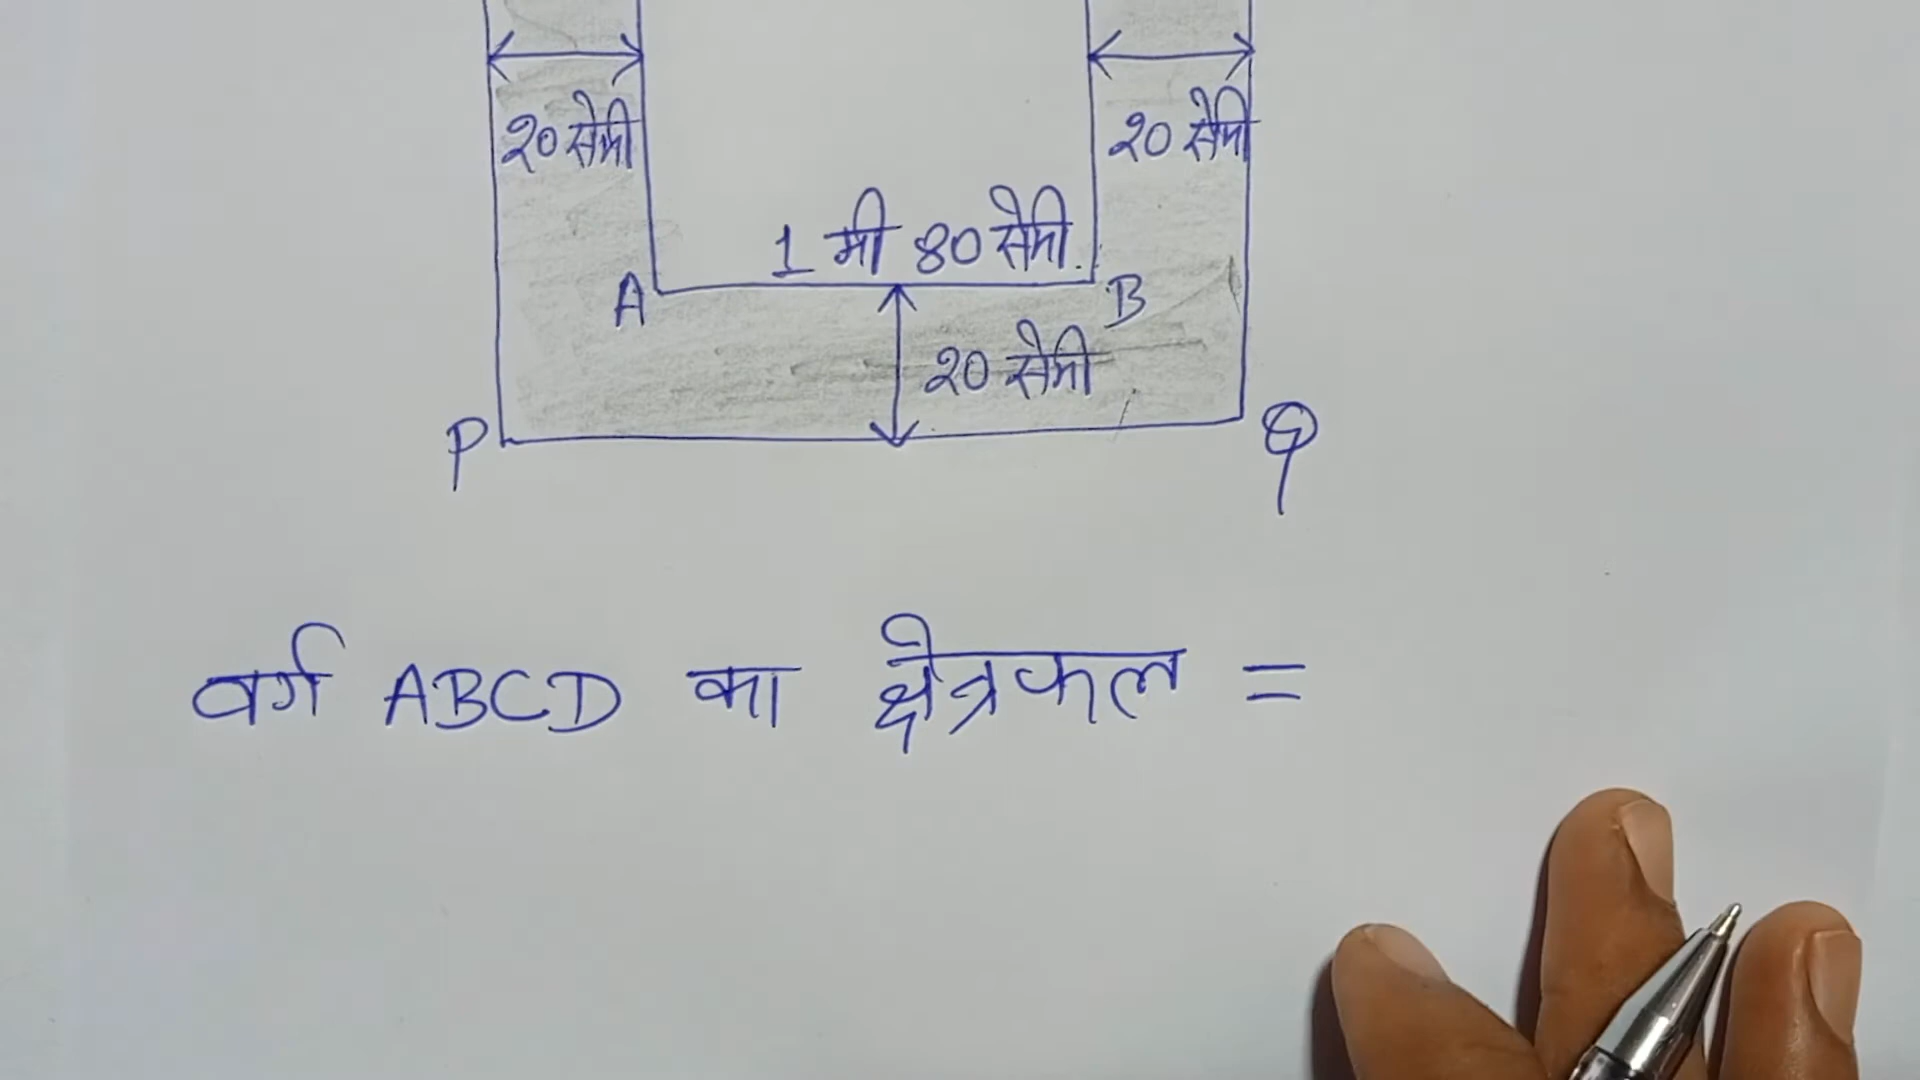 20 सेमी 20 सेमी
1 मी 80 सेमी
A B
20 सेमी
P Q
वर्ग ABCD का क्षेत्रफल =